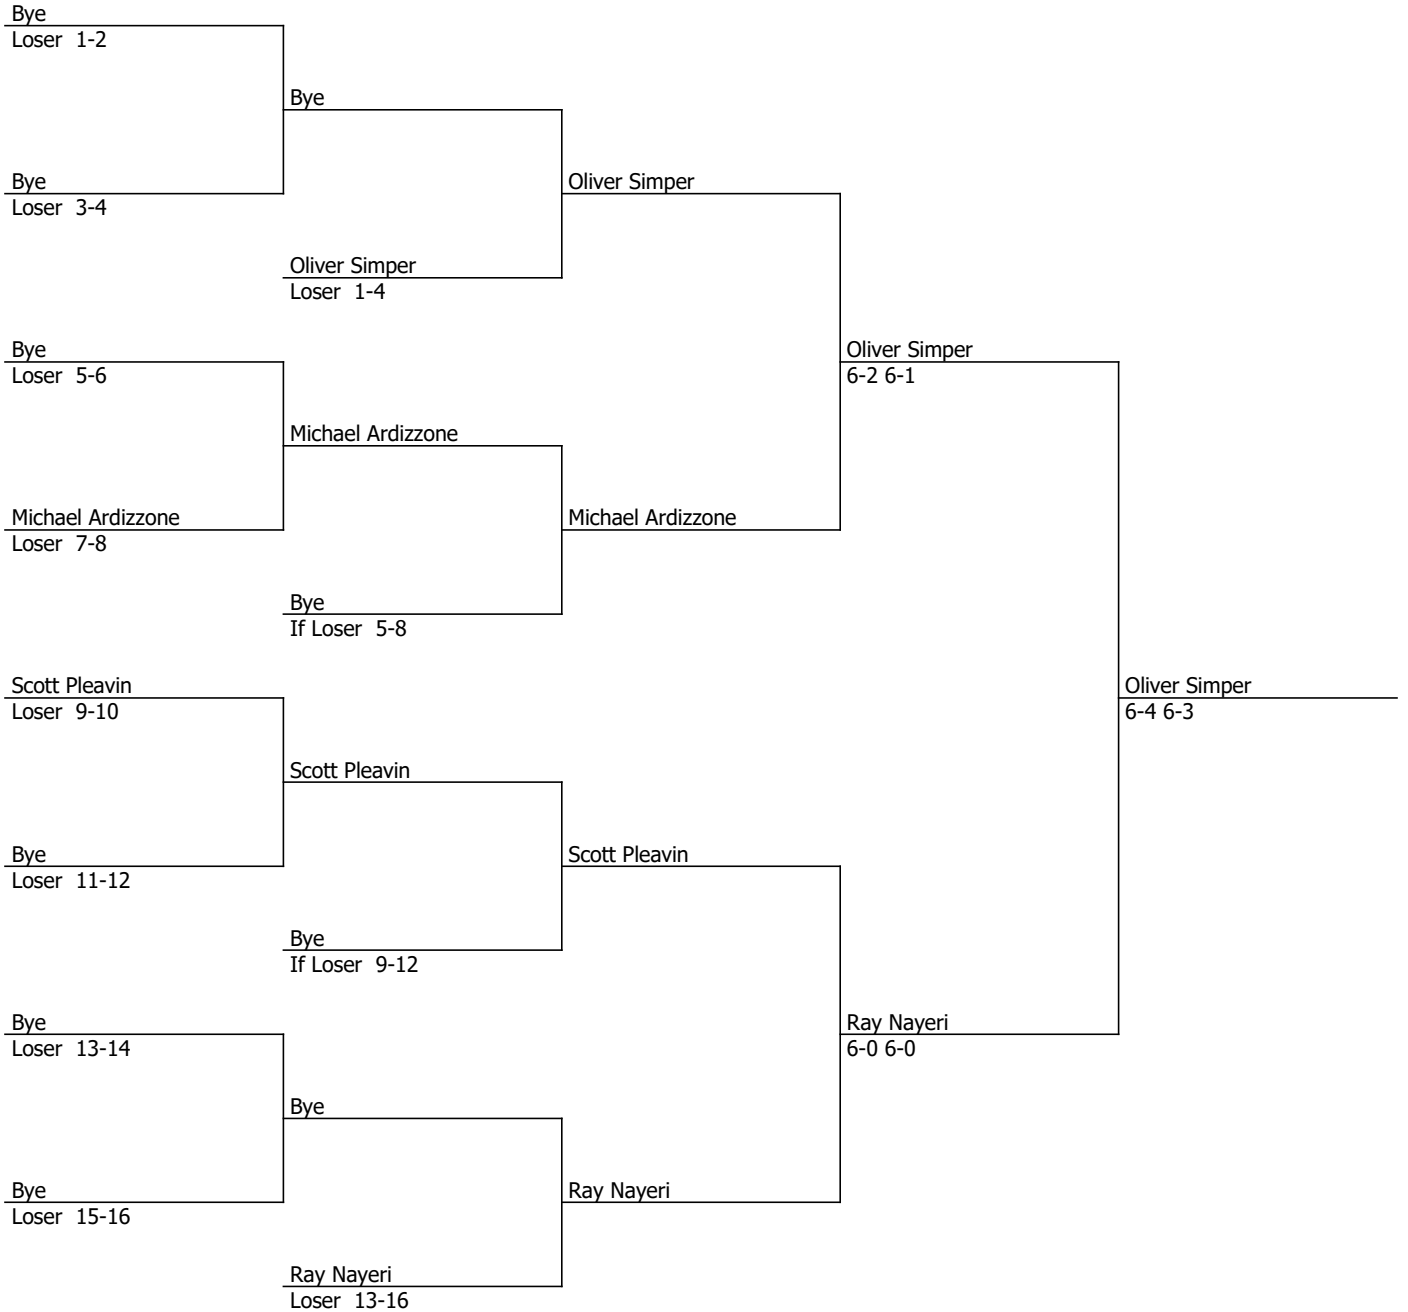 Bye
Loser 1-2
Bye
Bye
Loser 3-4
Oliver Simper
Oliver Simper
Loser 1-4
Bye
Loser 5-6
Oliver Simper
6-2 6-1
Michael Ardizzone
Michael Ardizzone
Loser 7-8
Michael Ardizzone
Bye
If Loser 5-8
Scott Pleavin
Loser 9-10
Oliver Simper
6-4 6-3
Scott Pleavin
Bye
Loser 11-12
Scott Pleavin
Bye
If Loser 9-12
Bye
Loser 13-14
Ray Nayeri
6-0 6-0
Bye
Bye
Loser 15-16
Ray Nayeri
Ray Nayeri
Loser 13-16